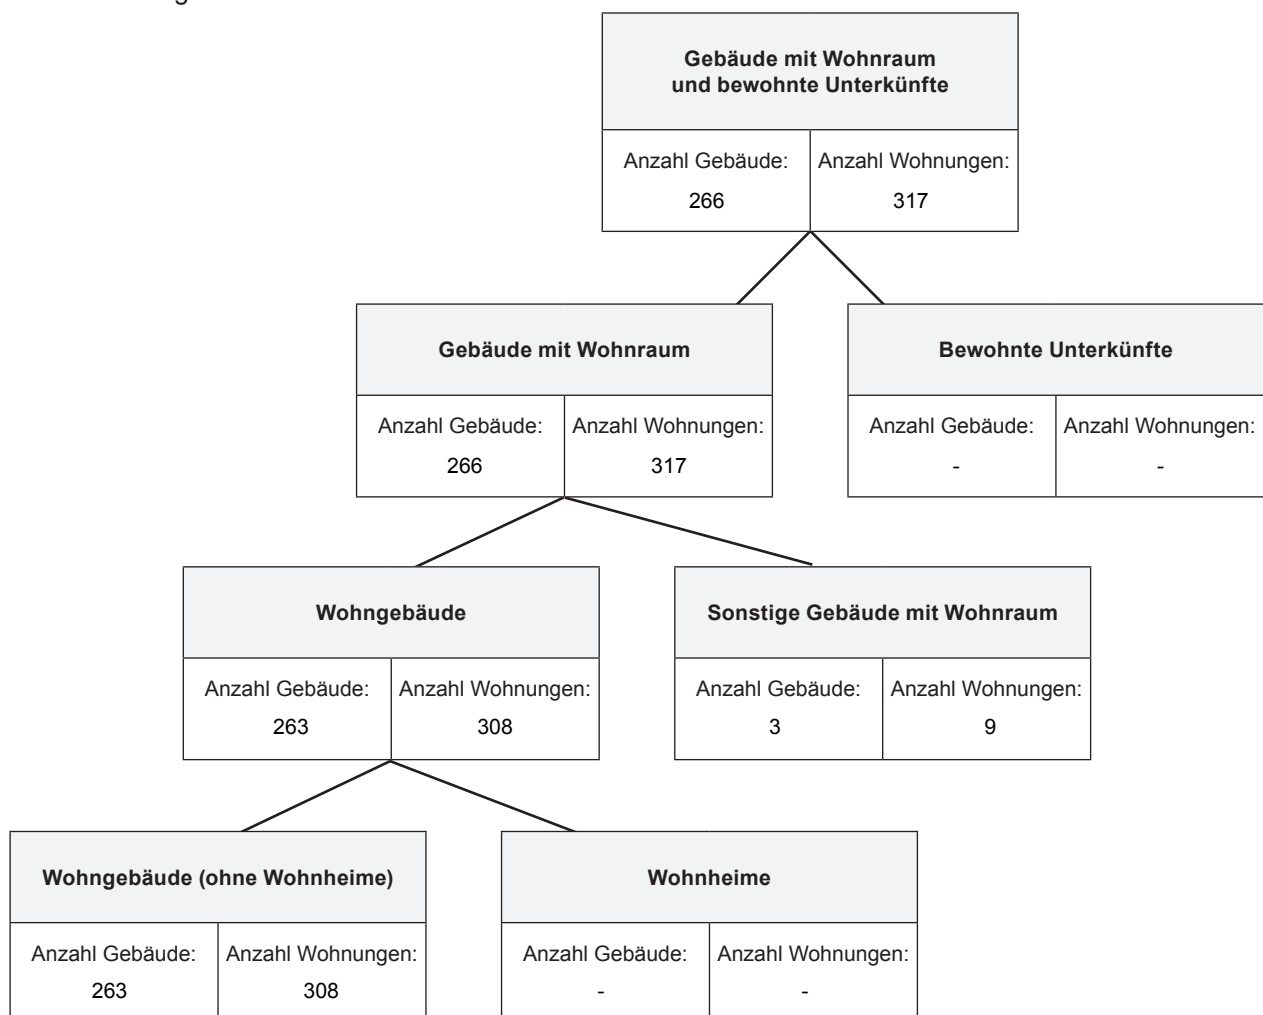 Gebäude mit Wohnraum
und bewohnte Unterkünfte
Anzahl Gebäude: Anzahl Wohnungen:
266 317
Gebäude mit Wohnraum Bewohnte Unterkünfte
Anzahl Gebäude: Anzahl Wohnungen: Anzahl Gebäude: Anzahl Wohnungen:
266 317 - -
Wohngebäude Sonstige Gebäude mit Wohnraum
Anzahl Gebäude: Anzahl Wohnungen: Anzahl Gebäude: Anzahl Wohnungen:
263 308 3 9
Wohngebäude (ohne Wohnheime) Wohnheime
Anzahl Gebäude: Anzahl Wohnungen: Anzahl Gebäude: Anzahl Wohnungen:
263 308 - -